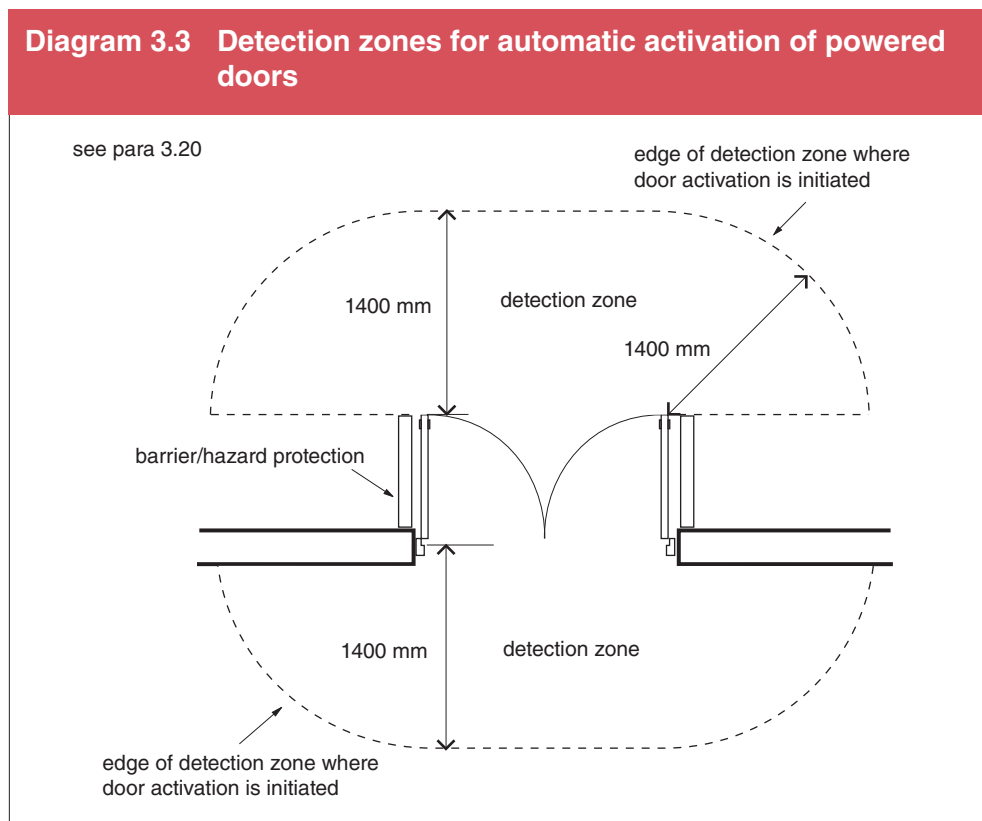 Diagram 3.3 Detection zones for automatic activation of powered
doors
see para 3.20
edge of detection zone where
door activation is initiated
1400 mm
detection zone
1400 mm
barrier/hazard protection
1400 mm
detection zone
edge of detection zone where
door activation is initiated